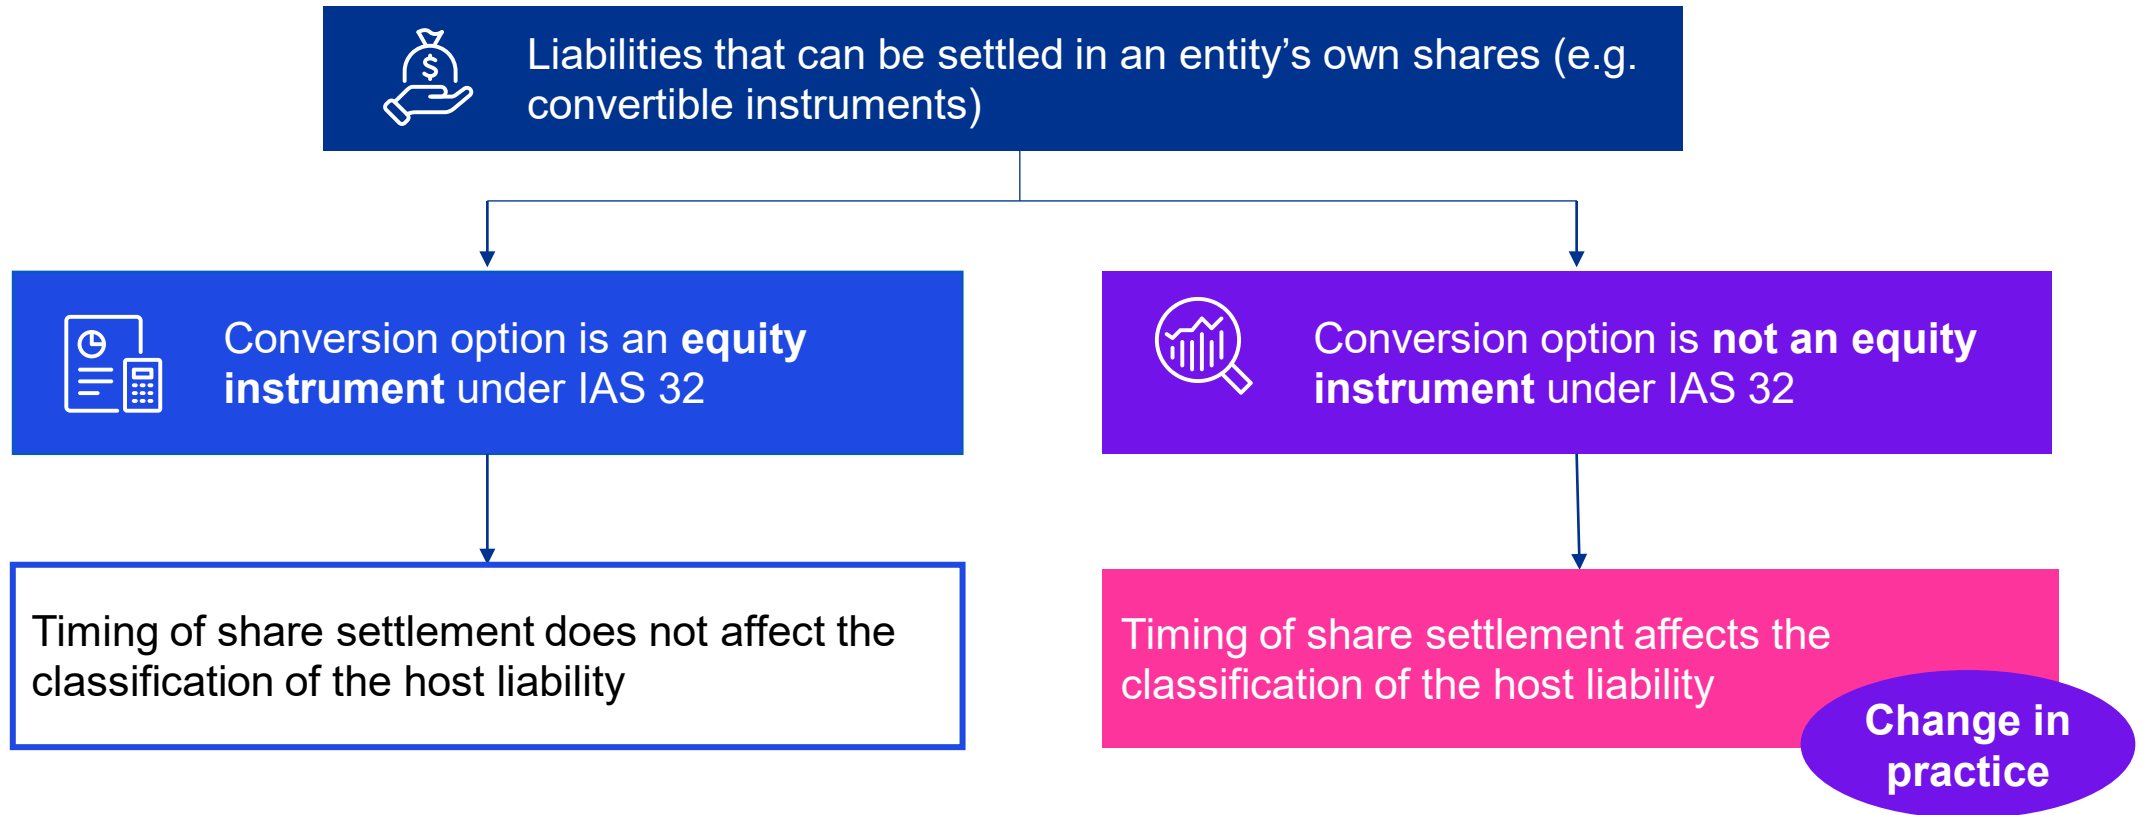 Liabilities that can be settled in an entity’s own shares (e.g.
convertible instruments)
$
Conversion option is an equity
instrument under IAS 32
Conversion option is not an equity
instrument under IAS 32
Timing of share settlement does not affect the
classification of the host liability
Timing of share settlement affects the
classification of the host liability
Change in
practice